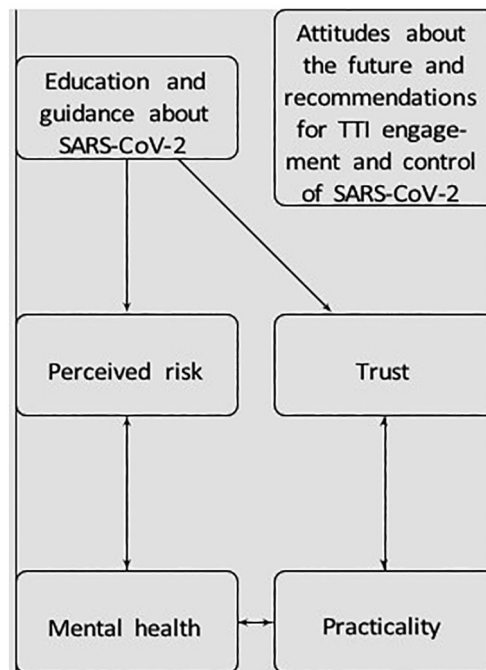 Education and
guidance about
SARS-CoV-2
Attitudes about
the future and
recommendations
for TTI engage-
ment and control
of SARS-CoV-2
Perceived risk
Trust
Mental health
Practicality